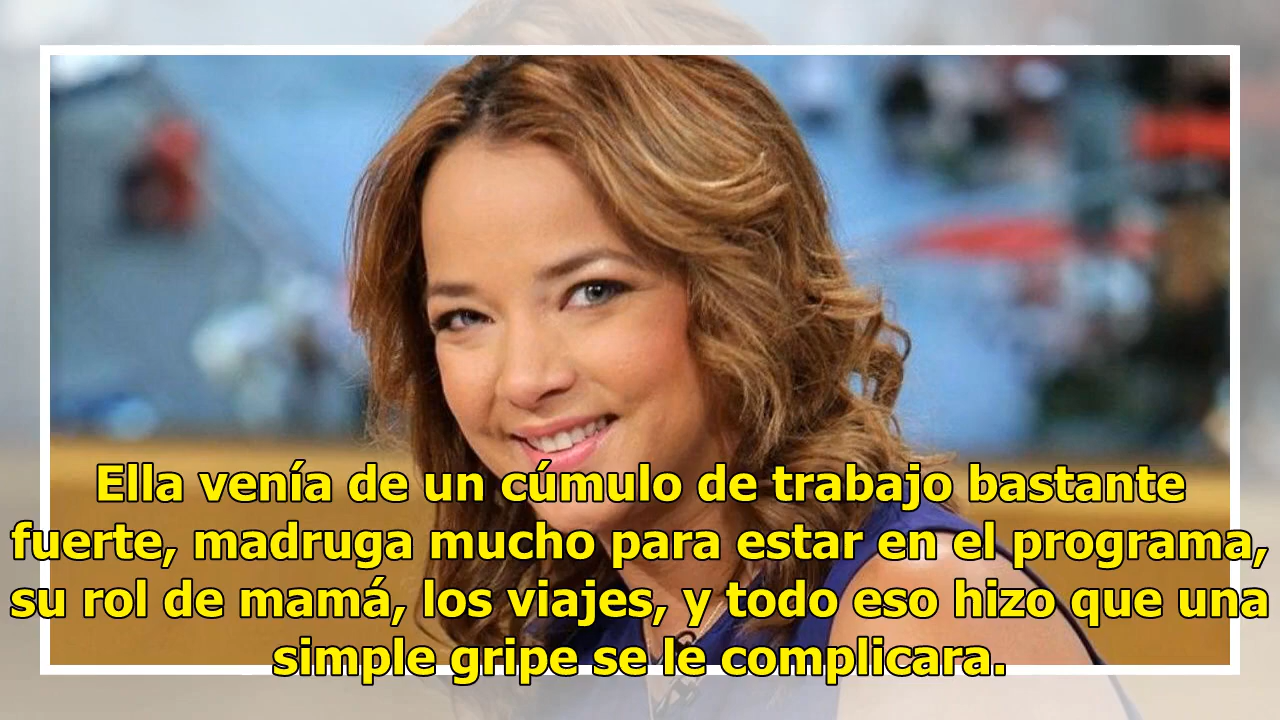 Ella venía de un cúmulo de trabajo bastante
fuerte, madruga mucho para estar en el programa,
su rol de mamá, los viajes, y todo eso hizo que una
simple gripe se le complicara.